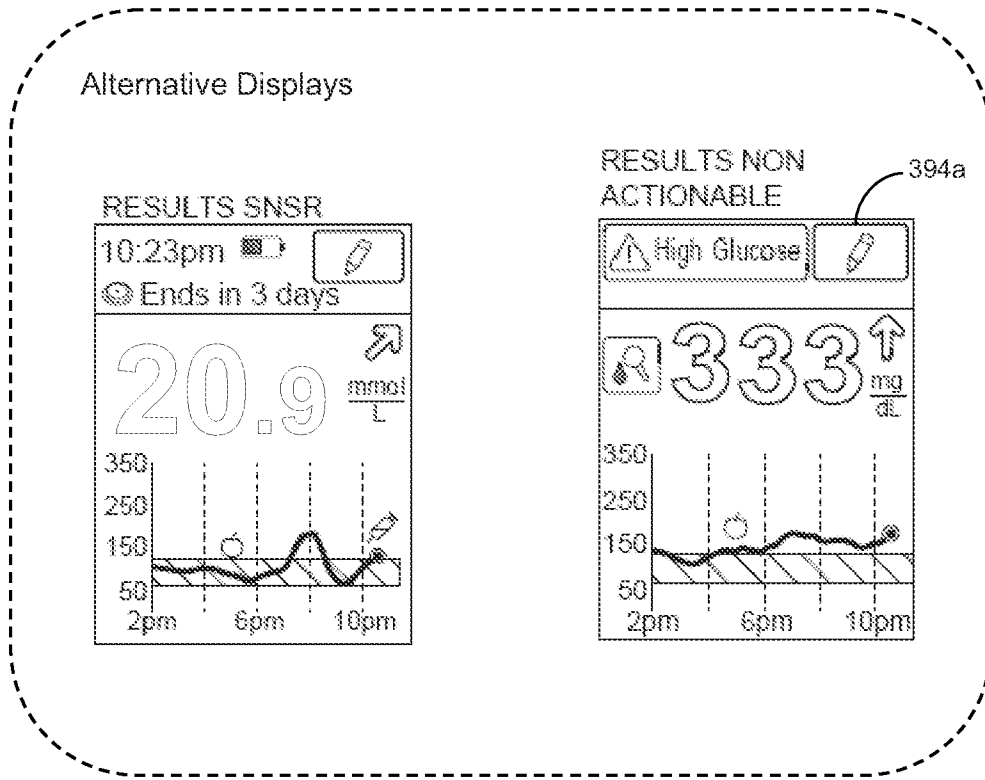 Alternative Displays
RESULTS SNSR
10:23pm
Ends in 3 days
20.9
mmol
L
350
250
150
50
2pm 6pm 10pm
RESULTS NON
ACTIONABLE
394a
High Glucose
333
mg
dL
350
250
150
50
2pm 6pm 10pm